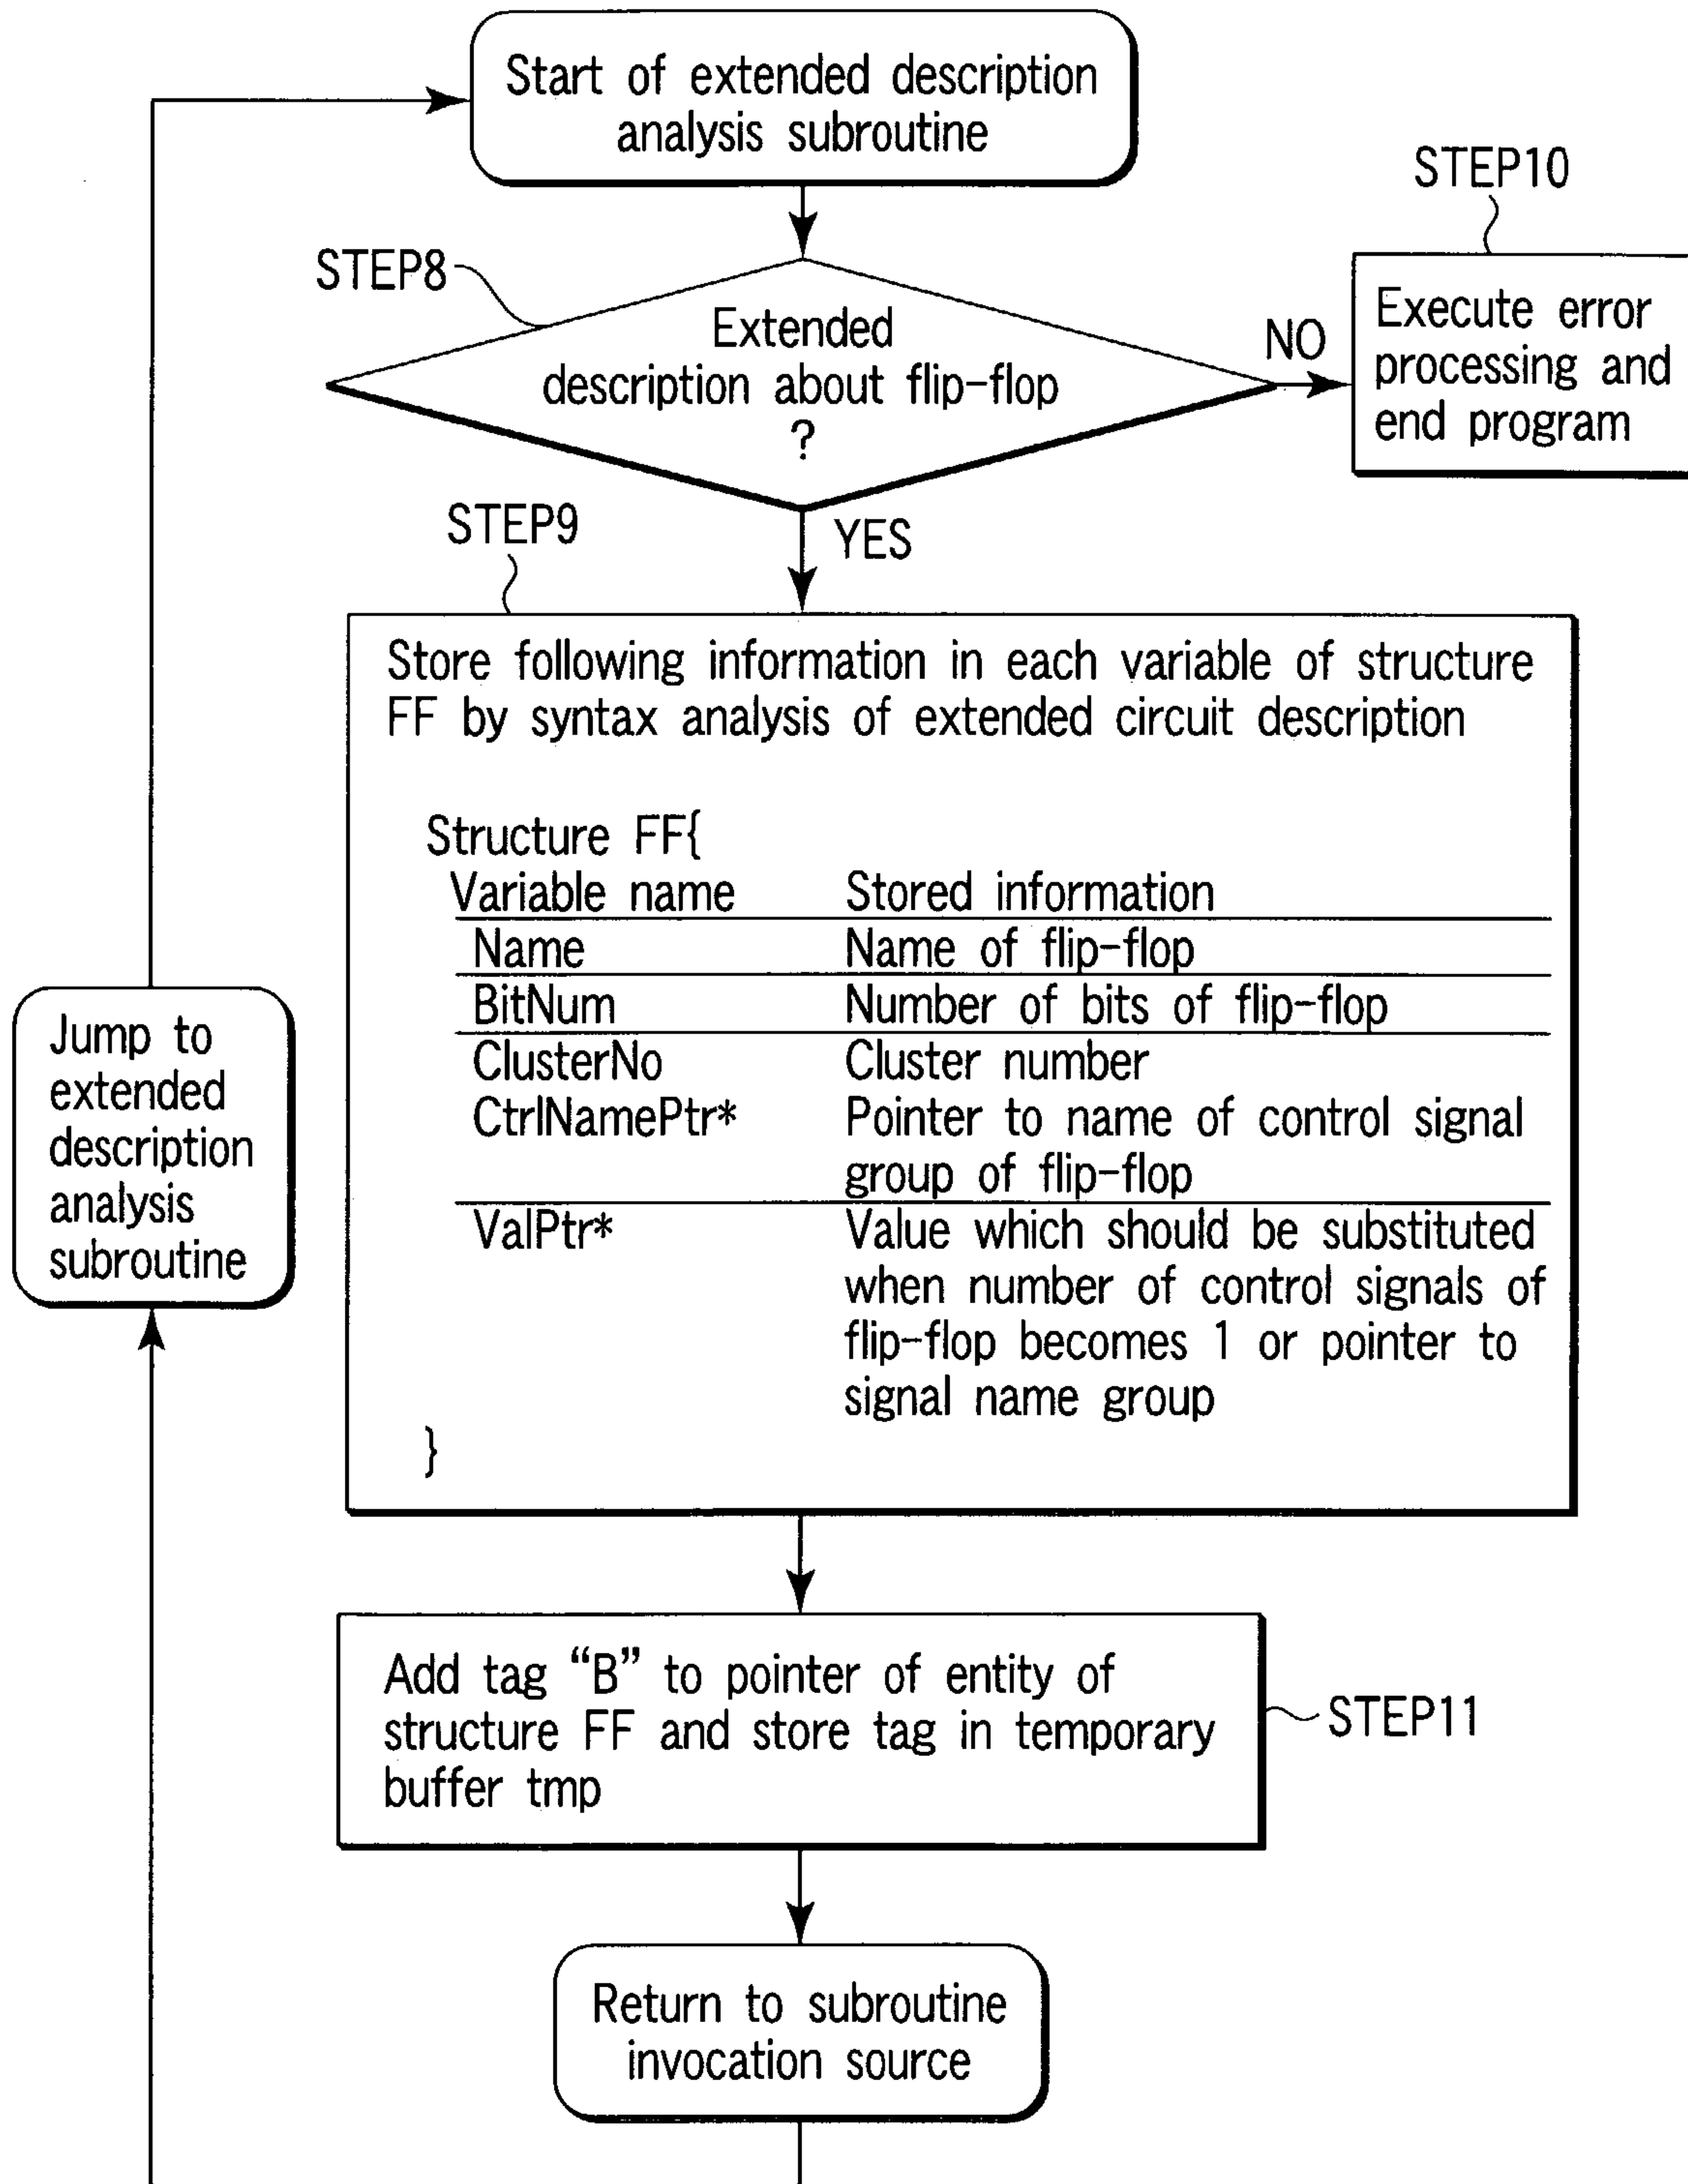 Start of extended description
analysis subroutine
STEP10
STEP8
Extended
description about flip-flop
?
NO
Execute error
processing and
end program
STEP9
YES
Store following information in each variable of structure
FF by syntax analysis of extended circuit description
Structure FF{
Variable name Stored information
Name Name of flip-flop
BitNum Number of bits of flip-flop
ClusterNo Cluster number
CtrlNamePtr* Pointer to name of control signal
group of flip-flop
ValPtr* Value which should be substituted
when number of control signals of
flip-flop becomes 1 or pointer to
signal name group
}
Jump to
extended
description
analysis
subroutine
Add tag “B” to pointer of entity of
structure FF and store tag in temporary
buffer tmp
STEP11
Return to subroutine
invocation source